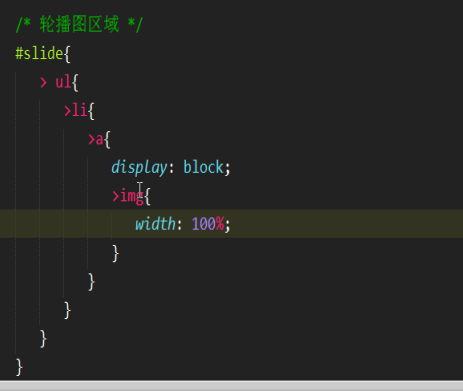 /* 轮播图区域 */
#slide{
> ul{
>li{
>a{
display: block;
>img{
width: 100%;
}
}
}
}
}